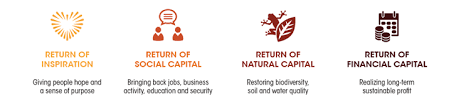 RETURN OF
INSPIRATION
Giving people hope and
a sense of purpose
RETURN OF
SOCIAL CAPITAL
Bringing back jobs, business
activity, education and security
RETURN OF
NATURAL CAPITAL
Restoring biodiversity,
soil and water quality
RETURN OF
FINANCIAL CAPITAL
Realizing long-term
sustainable profit